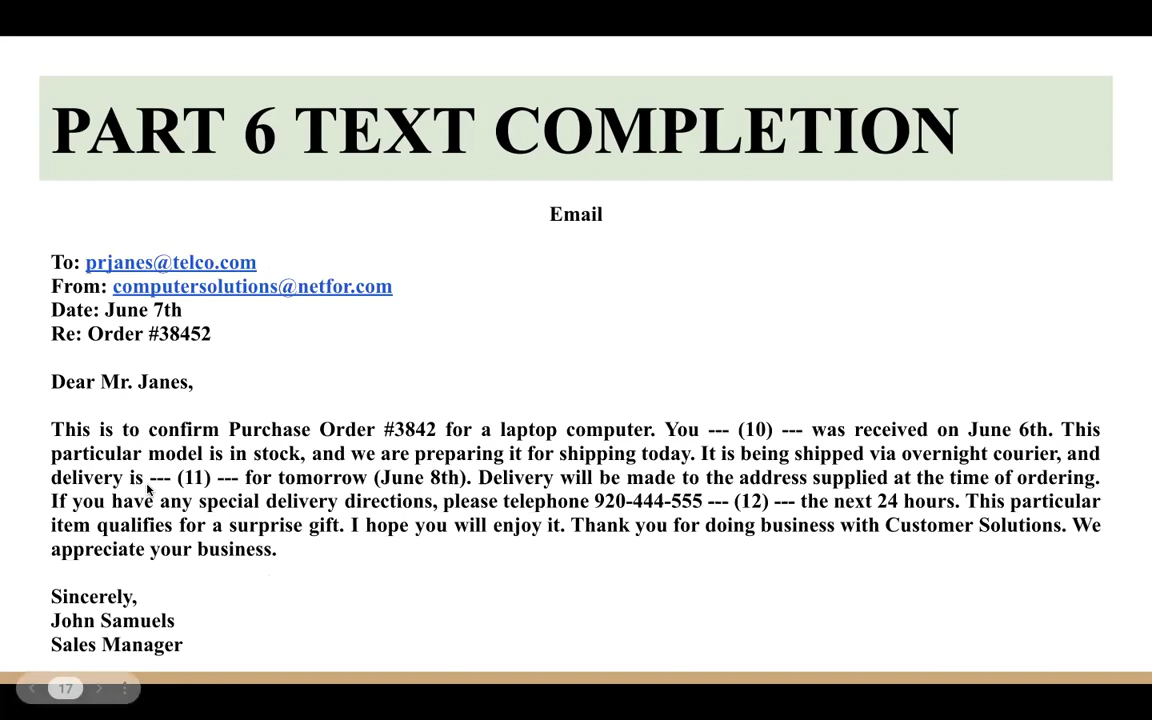 PART 6 TEXT COMPLETION
Email
To: prjanes@telco.com
From: computersolutions@netfor.com
Date: June 7th
Re: Order #38452
Dear Mr. Janes,
This is to confirm Purchase Order #3842 for a laptop computer. You --- (10) --- was received on June 6th. This
particular model is in stock, and we are preparing it for shipping today. It is being shipped via overnight courier, and
delivery is --- (11) --- for tomorrow (June 8th). Delivery will be made to the address supplied at the time of ordering.
If you have any special delivery directions, please telephone 920-444-555 --- (12) --- the next 24 hours. This particular
item qualifies for a surprise gift. I hope you will enjoy it. Thank you for doing business with Customer Solutions. We
appreciate your business.
Sincerely,
John Samuels
Sales Manager
17